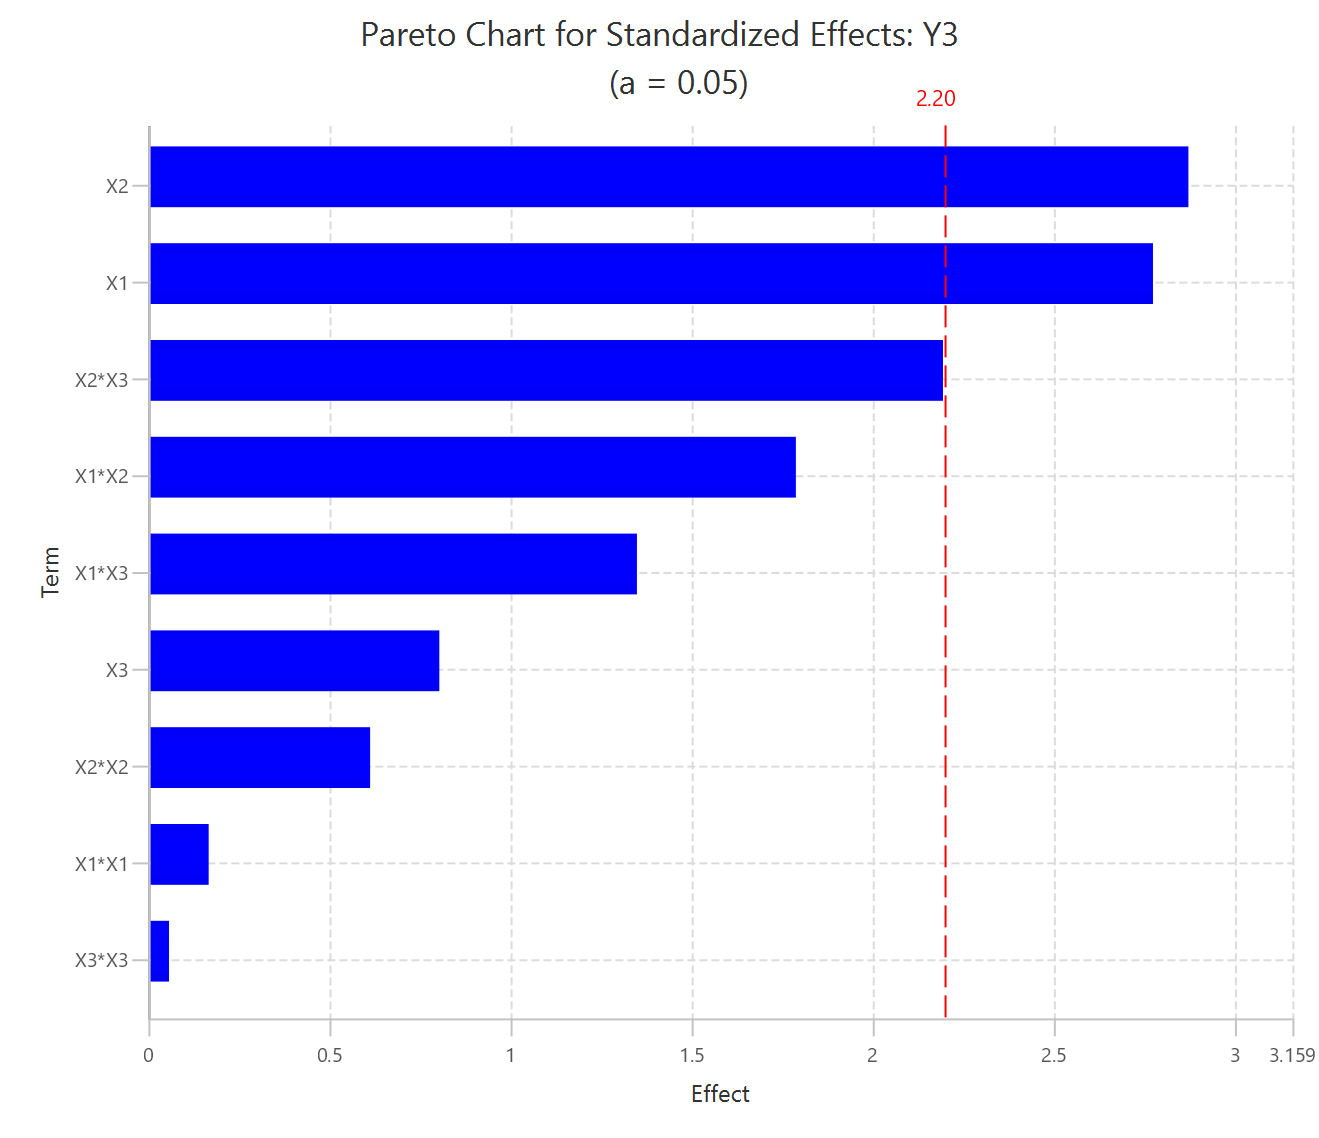 Pareto Chart for Standardized Effects: Y3
(a = 0.05)
2.20
X2
X1
X2*X3
X1*X2
X1*X3
X3
X2*X2
X1*X1
X3*X3
Term
0 0.5 1 1.5 2 2.5 3 3.159
Effect